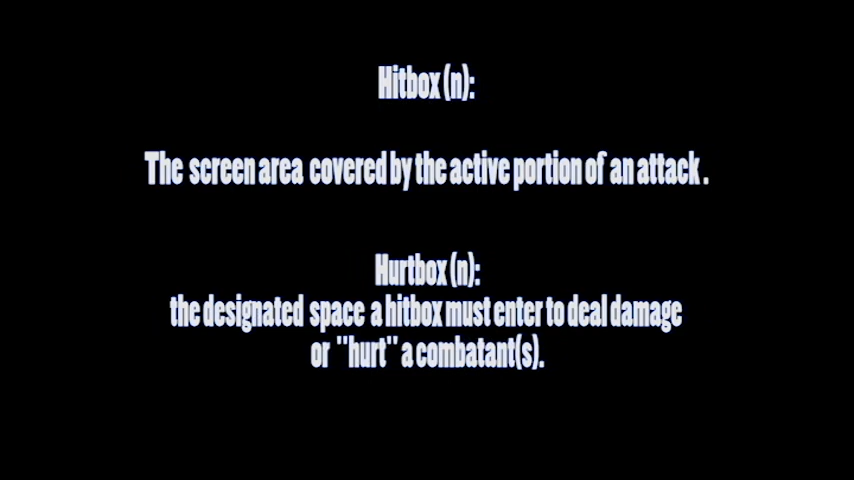 Hitbox (n):
The screen area covered by the active portion of an attack.
Hurtbox (n):
the designated space a hitbox must enter to deal damage
or "hurt" a combatant(s).